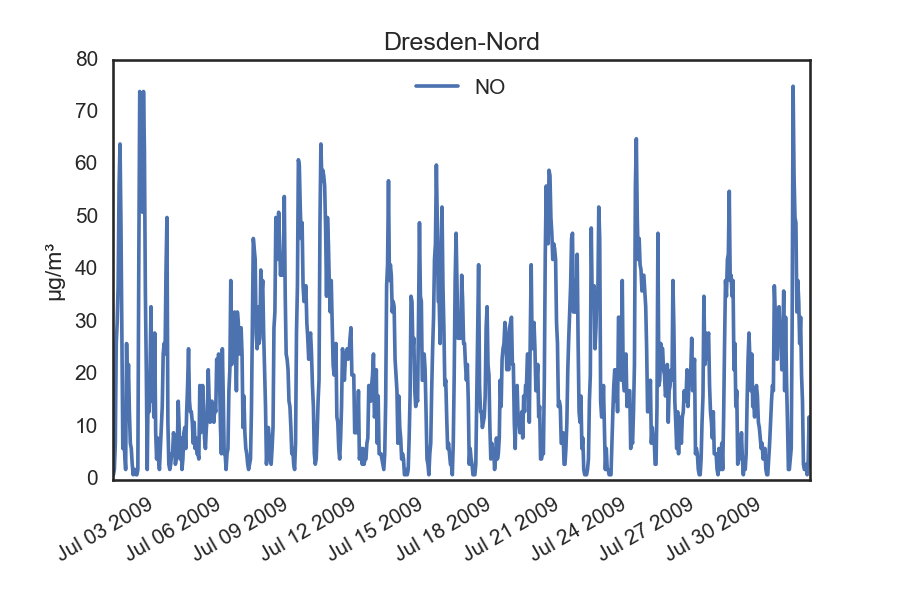 Dresden-Nord
NO
µg/m³
80
70
60
50
40
30
20
10
0
Jul 03 2009
Jul 06 2009
Jul 09 2009
Jul 12 2009
Jul 15 2009
Jul 18 2009
Jul 21 2009
Jul 24 2009
Jul 27 2009
Jul 30 2009